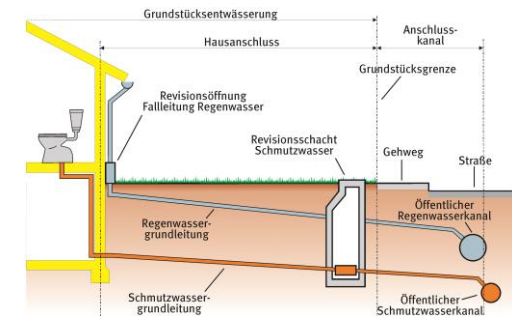 Grundstücksentwässerung
Hausanschluss
Anschluss-
kanal
Grundstücksgrenze
Revisionsöffnung
Fallleitung Regenwasser
Revisionsschacht
Schmutzwasser
Gehweg
Straße
Öffentlicher
Regenwasserkanal
Regenwasser-
grundleitung
Schmutzwasser-
grundleitung
Öffentlicher
Schmutzwasserkanal